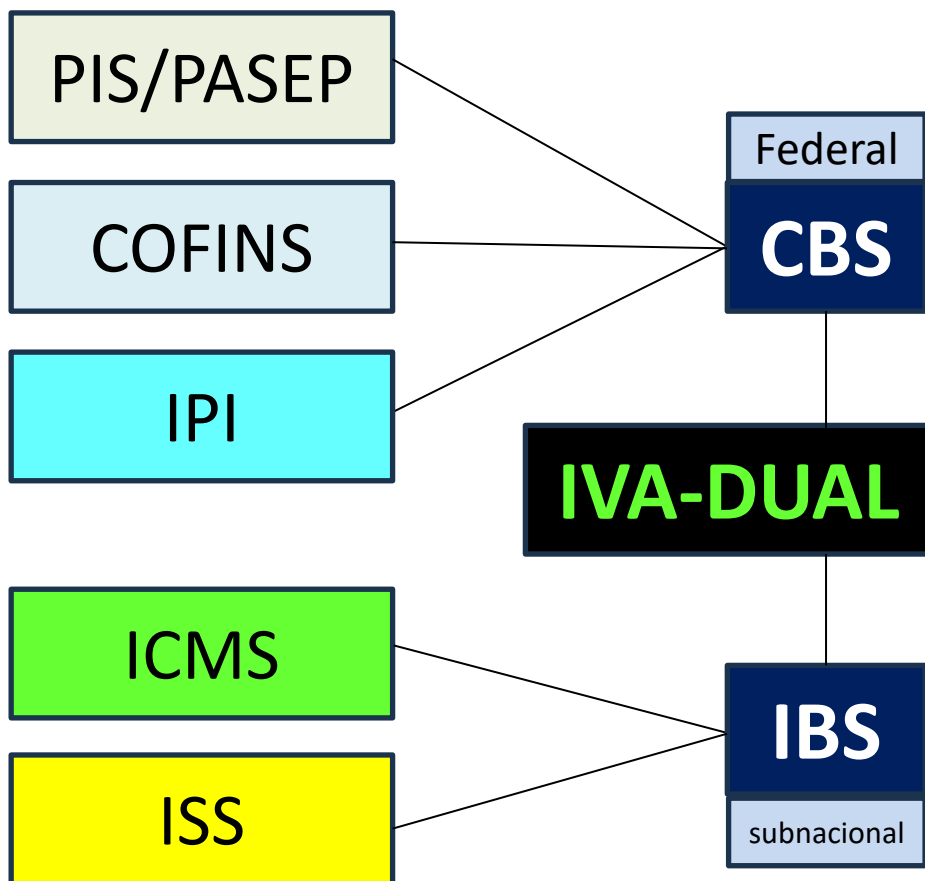 PIS/PASEP
COFINS
IPI
ICMS
ISS
Federal
CBS
IVA-DUAL
IBS
subnacional